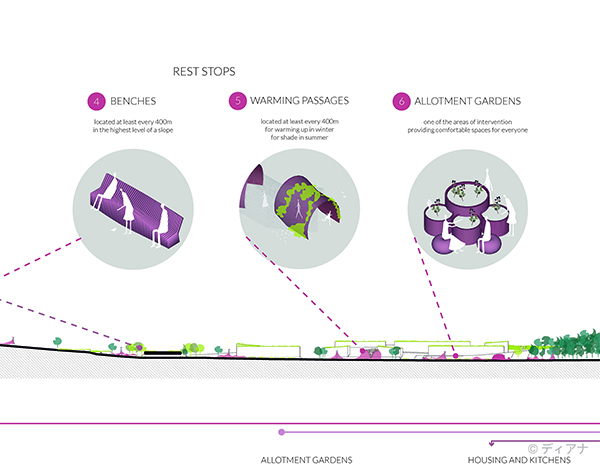 REST STOPS
4 BENCHES
located at least every 400m
in the highest level of a slope
5 WARMING PASSAGES
located at least every 400m
for warming up in winter
for shade in summer
6 ALLOTMENT GARDENS
one of the areas of intervention
providing comfortable spaces for everyone
© ディアナ
ALLOTMENT GARDENS
HOUSING AND KITCHENS